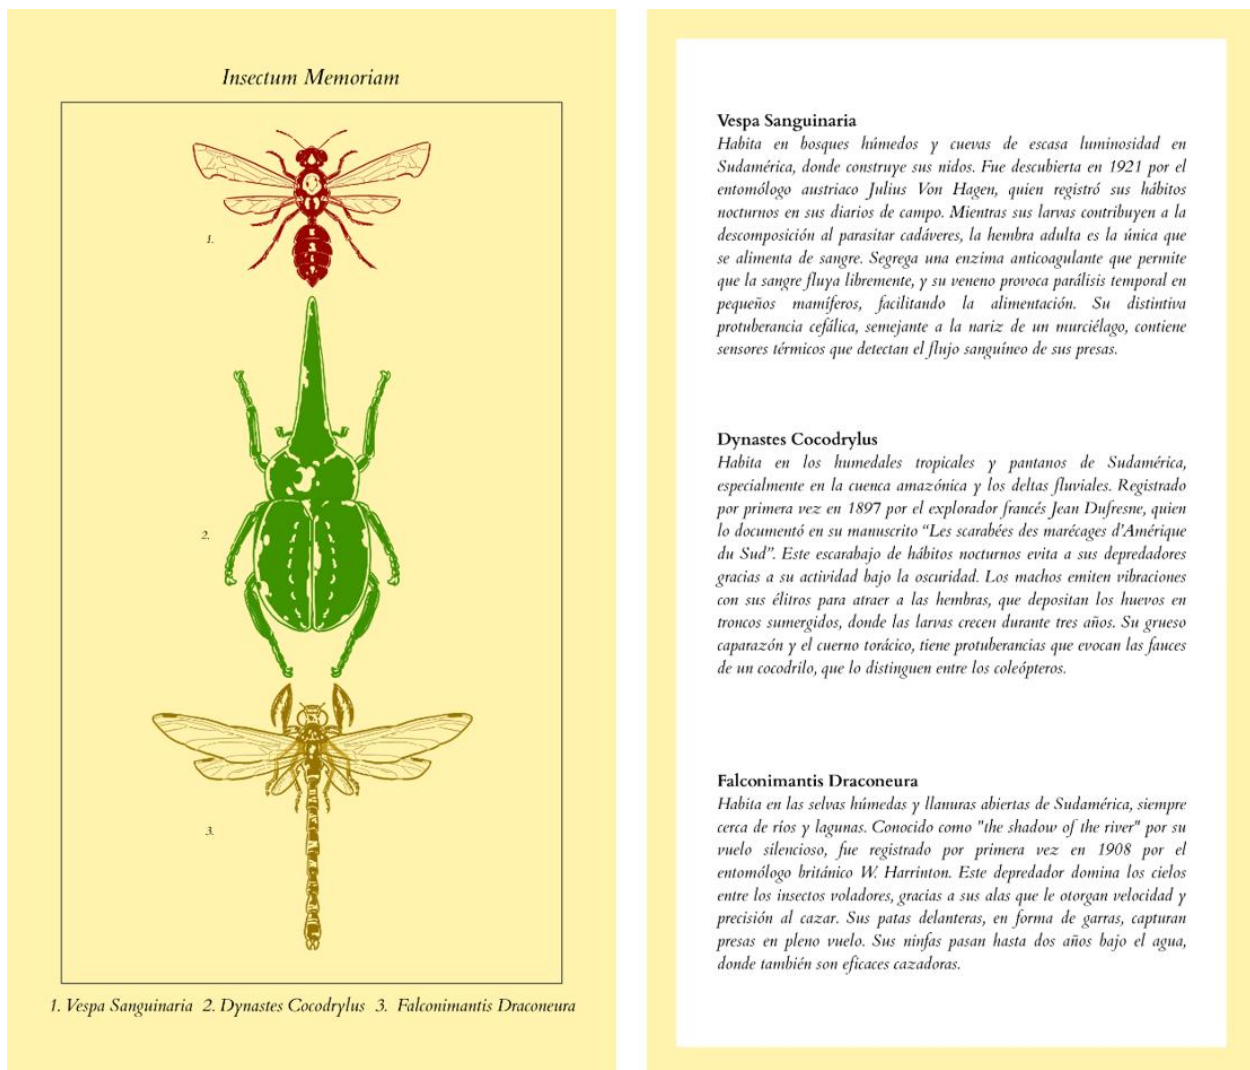 Insectum Memoriam
1.
2.
3.
1. Vespa Sanguinaria 2. Dynastes Cocodrylus 3. Falconimantis Draconeura
Vespa Sanguinaria
Habita en bosques húmedos y cuevas de escasa luminosidad en
Sudamérica, donde construye sus nidos. Fue descubierta en 1921 por el
entomólogo austriaco Julius Von Hagen, quien registró sus hábitos
nocturnos en sus diarios de campo. Mientras sus larvas contribuyen a la
descomposición al parasitar cadáveres, la hembra adulta es la única que
se alimenta de sangre. Segrega una enzima anticoagulante que permite
que la sangre fluya libremente, y su veneno provoca parálisis temporal en
pequeños mamíferos, facilitando la alimentación. Su distintiva
protuberancia cefálica, semejante a la nariz de un murciélago, contiene
sensores térmicos que detectan el flujo sanguíneo de sus presas.
Dynastes Cocodrylus
Habita en los humedales tropicales y pantanos de Sudamérica,
especialmente en la cuenca amazónica y los deltas fluviales. Registrado
por primera vez en 1897 por el explorador francés Jean Dufresne, quien
lo documentó en su manuscrito “Les scarabées des marécages d'Amérique
du Sud”. Este escarabajo de hábitos nocturnos evita a sus depredadores
gracias a su actividad bajo la oscuridad. Los machos emiten vibraciones
con sus élitros para atraer a las hembras, que depositan los huevos en
troncos sumergidos, donde las larvas crecen durante tres años. Su grueso
caparazón y el cuerno torácico, tiene protuberancias que evocan las fauces
de un cocodrilo, que lo distinguen entre los coleópteros.
Falconimantis Draconeura
Habita en las selvas húmedas y llanuras abiertas de Sudamérica, siempre
cerca de ríos y lagunas. Conocido como "the shadow of the river" por su
vuelo silencioso, fue registrado por primera vez en 1908 por el
entomólogo británico W. Harrinton. Este depredador domina los cielos
entre los insectos voladores, gracias a sus alas que le otorgan velocidad y
precisión al cazar. Sus patas delanteras, en forma de garras, capturan
presas en pleno vuelo. Sus ninfas pasan hasta dos años bajo el agua,
donde también son eficaces cazadoras.